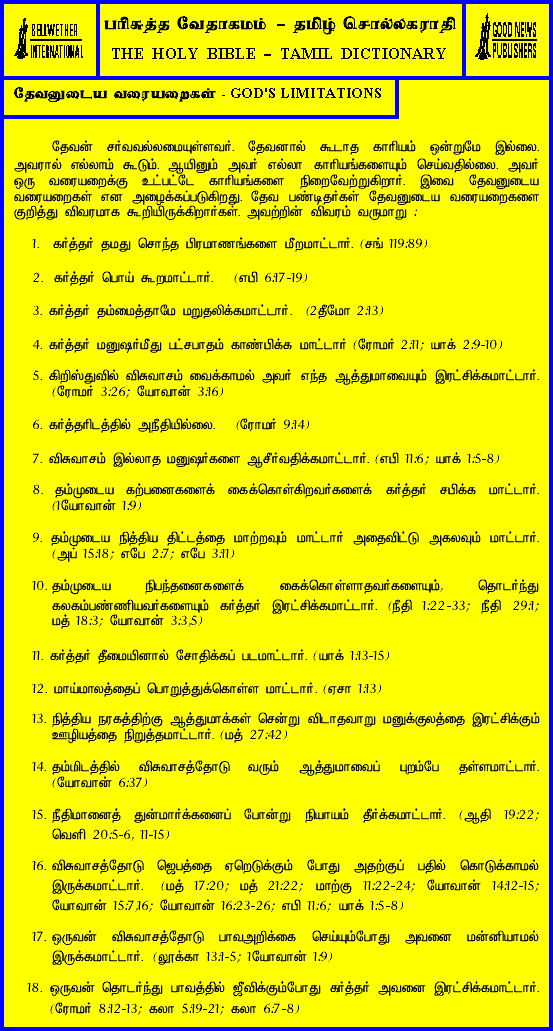 BELLWETHER
INTERNATIONAL
பரிசுத்த வேதாகமம் - தமிழ் சொல்லகராதி
THE HOLY BIBLE - TAMIL DICTIONARY
GOOD NEWS
PUBLISHERS
தேவனுடைய வரையறைகள் - GOD'S LIMITATIONS
தேவன் சர்வவல்லமையுள்ளவர். தேவனால் கூடாத காரியம் ஒன்றுமே இல்லை.
அவரால் எல்லாம் கூடும். ஆயினும் அவர் எல்லா காரியங்களையும் செய்வதில்லை. அவர்
ஒரு வரையறைக்கு உட்பட்டே காரியங்களை நிறைவேற்றுகிறார். இவை தேவனுடைய
வரையறைகள் என அழைக்கப்படுகிறது. தேவ பண்டிதர்கள் தேவனுடைய வரையறைகளை
குறித்து விவரமாக கூறியிருக்கிறார்கள். அவற்றின் விவரம் வருமாறு :
1. கர்த்தர் தமது சொந்த பிரமாணங்களை மீறமாட்டார். (சங் 119:89)
2. கர்த்தர் பொய் கூறமாட்டார். (எபி 6:17-19)
3. கர்த்தர் தம்மைத்தாமே மறுதலிக்கமாட்டார். (2தீமோ 2:13)
4. கர்த்தர் மனுஷர்மீது பட்சபாதம் காண்பிக்க மாட்டார் (ரோமர் 2:11; யாக் 2:9-10)
5. கிறிஸ்துவில் விசுவாசம் வைக்காமல் அவர் எந்த ஆத்துமாவையும் இரட்சிக்கமாட்டார்.
(ரோமர் 3:26; யோவான் 3:16)
6. கர்த்தரிடத்தில் அநீதியில்லை. (ரோமர் 9:14)
7. விசுவாசம் இல்லாத மனுஷர்களை ஆசீர்வதிக்கமாட்டார். (எபி 11:6; யாக் 1:5-8)
8. தம்முடைய கற்பனைகளைக் கைக்கொள்கிறவர்களைக் கர்த்தர் சபிக்க மாட்டார்.
(1யோவான் 1:9)
9. தம்முடைய நித்திய திட்டத்தை மாற்றவும் மாட்டார் அதைவிட்டு அகலவும் மாட்டார்.
(அப் 15:18; எபே 2:7; எபே 3:11)
10. தம்முடைய நிபந்தனைகளைக் கைக்கொள்ளாதவர்களையும், தொடர்ந்து
கலகம்பண்ணியவர்களையும் கர்த்தர் இரட்சிக்கமாட்டார். (நீதி 1:22-33; நீதி 29:1;
மத் 18:3; யோவான் 3:3,5)
11. கர்த்தர் தீமையினால் சோதிக்கப் படமாட்டார். (யாக் 1:13-15)
12. மாய்மாலத்தைப் பொறுத்துக்கொள்ள மாட்டார். (ஏசா 1:13)
13. நித்திய நரகத்திற்கு ஆத்துமாக்கள் சென்று விடாதவாறு மனுக்குலத்தை இரட்சிக்கும்
ஊழியத்தை நிறுத்தமாட்டார். (மத் 27:42)
14. தம்மிடத்தில் விசுவாசத்தோடு வரும் ஆத்துமாவைப் புறம்பே தள்ளமாட்டார்.
(யோவான் 6:37)
15. நீதிமானைத் துன்மார்க்கனைப் போன்று நியாயம் தீர்க்கமாட்டார். (ஆதி 19:22;
வெளி 20:5-6, 11-15)
16. விசுவாசத்தோடு ஜெபத்தை ஏறெடுக்கும் போது அதற்குப் பதில் கொடுக்காமல்
இருக்கமாட்டார். (மத் 17:20; மத் 21:22; மாற்கு 11:22-24; யோவான் 14:12-15;
யோவான் 15:7,16; யோவான் 16:23-26; எபி 11:6; யாக் 1:5-8)
17. ஒருவன் விசுவாசத்தோடு பாவஅறிக்கை செய்யும்போது அவனை மன்னியாமல்
இருக்கமாட்டார். (லூக்கா 13:1-5; 1யோவான் 1:9)
18. ஒருவன் தொடர்ந்து பாவத்தில் ஜீவிக்கும்போது கர்த்தர் அவனை இரட்சிக்கமாட்டார்.
(ரோமர் 8:12-13; கலா 5:19-21; கலா 6:7-8)